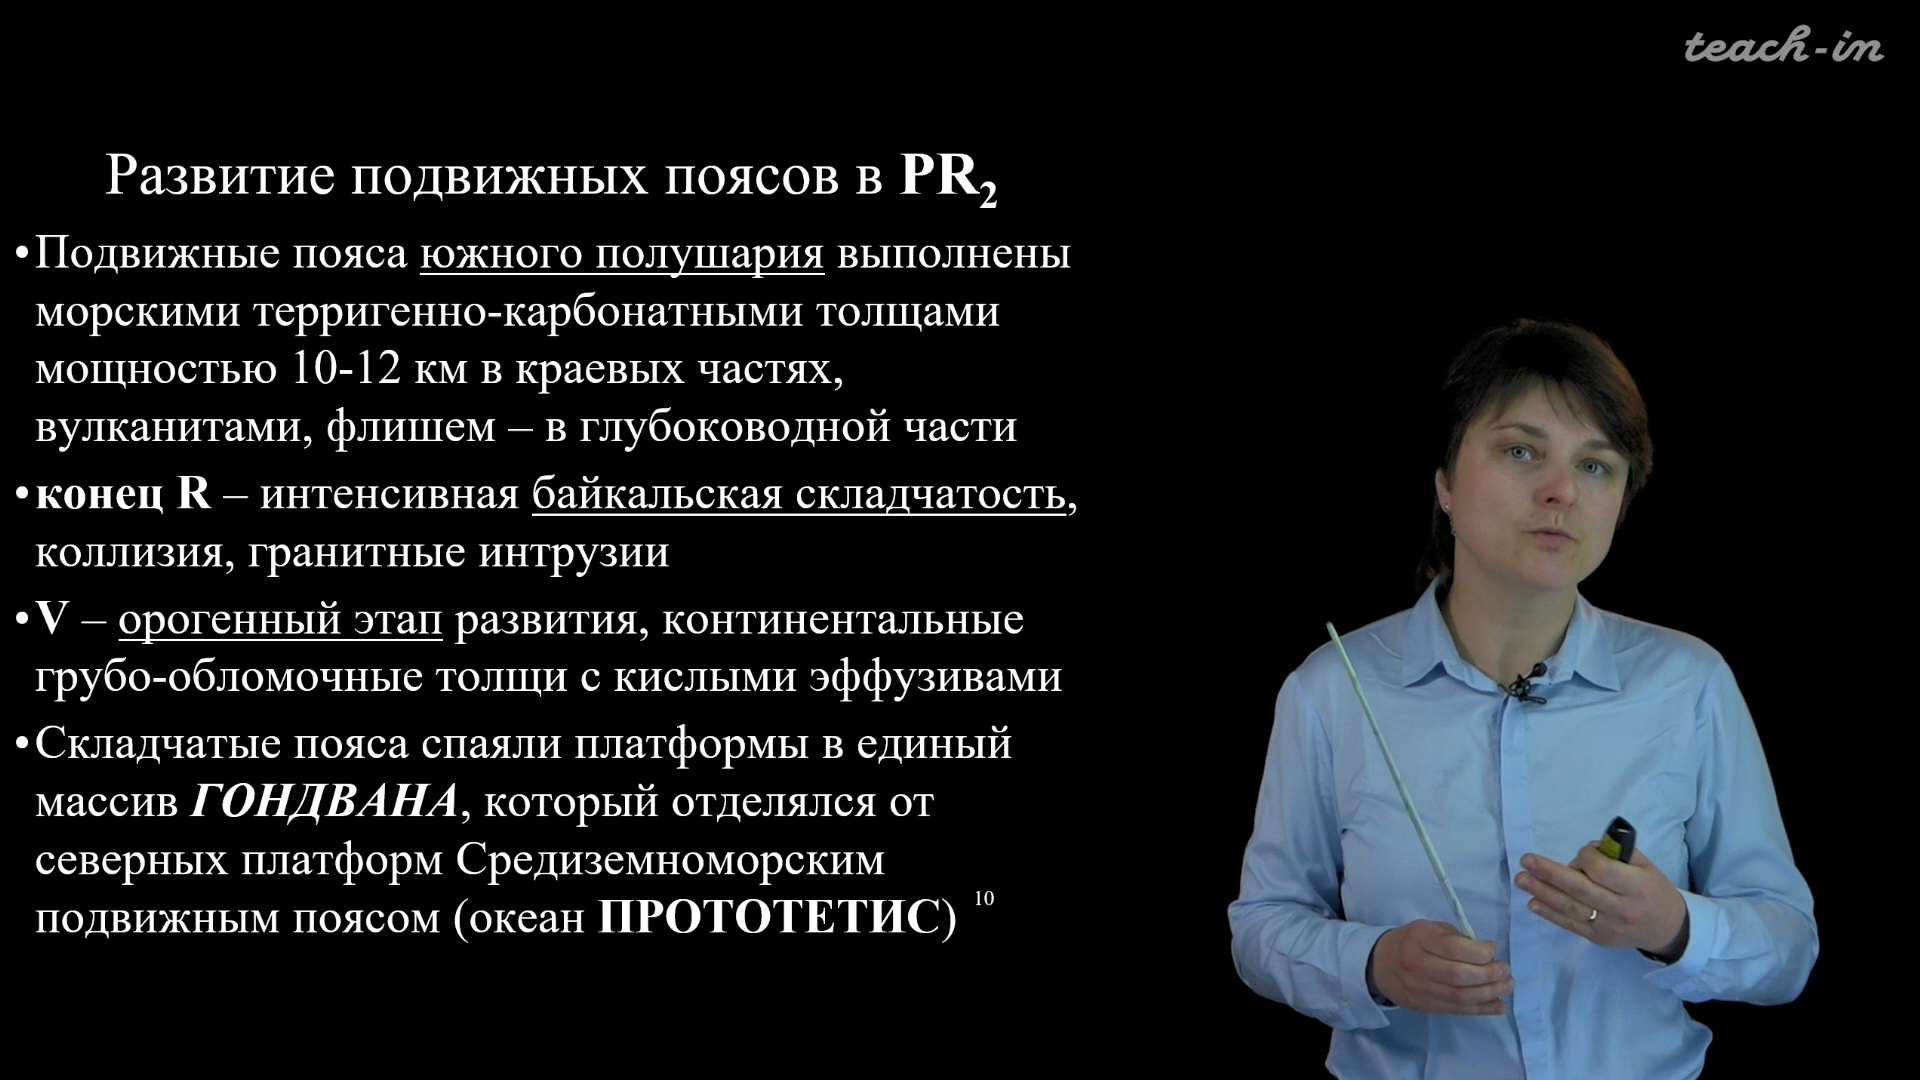 teach-in
Развитие подвижных поясов в PR₂
•Подвижные пояса южного полушария выполнены
морскими терригенно-карбонатными толщами
мощностью 10-12 км в краевых частях,
вулканитами, флишем – в глубоководной части
•конец R – интенсивная байкальская складчатость,
коллизия, гранитные интрузии
•V – орогенный этап развития, континентальные
грубо-обломочные толщи с кислыми эффузивами
•Складчатые пояса спаяли платформы в единый
массив ГОНДВАНА, который отделялся от
северных платформ Средиземноморским
подвижным поясом (океан ПРОТОТЕТИС)
10